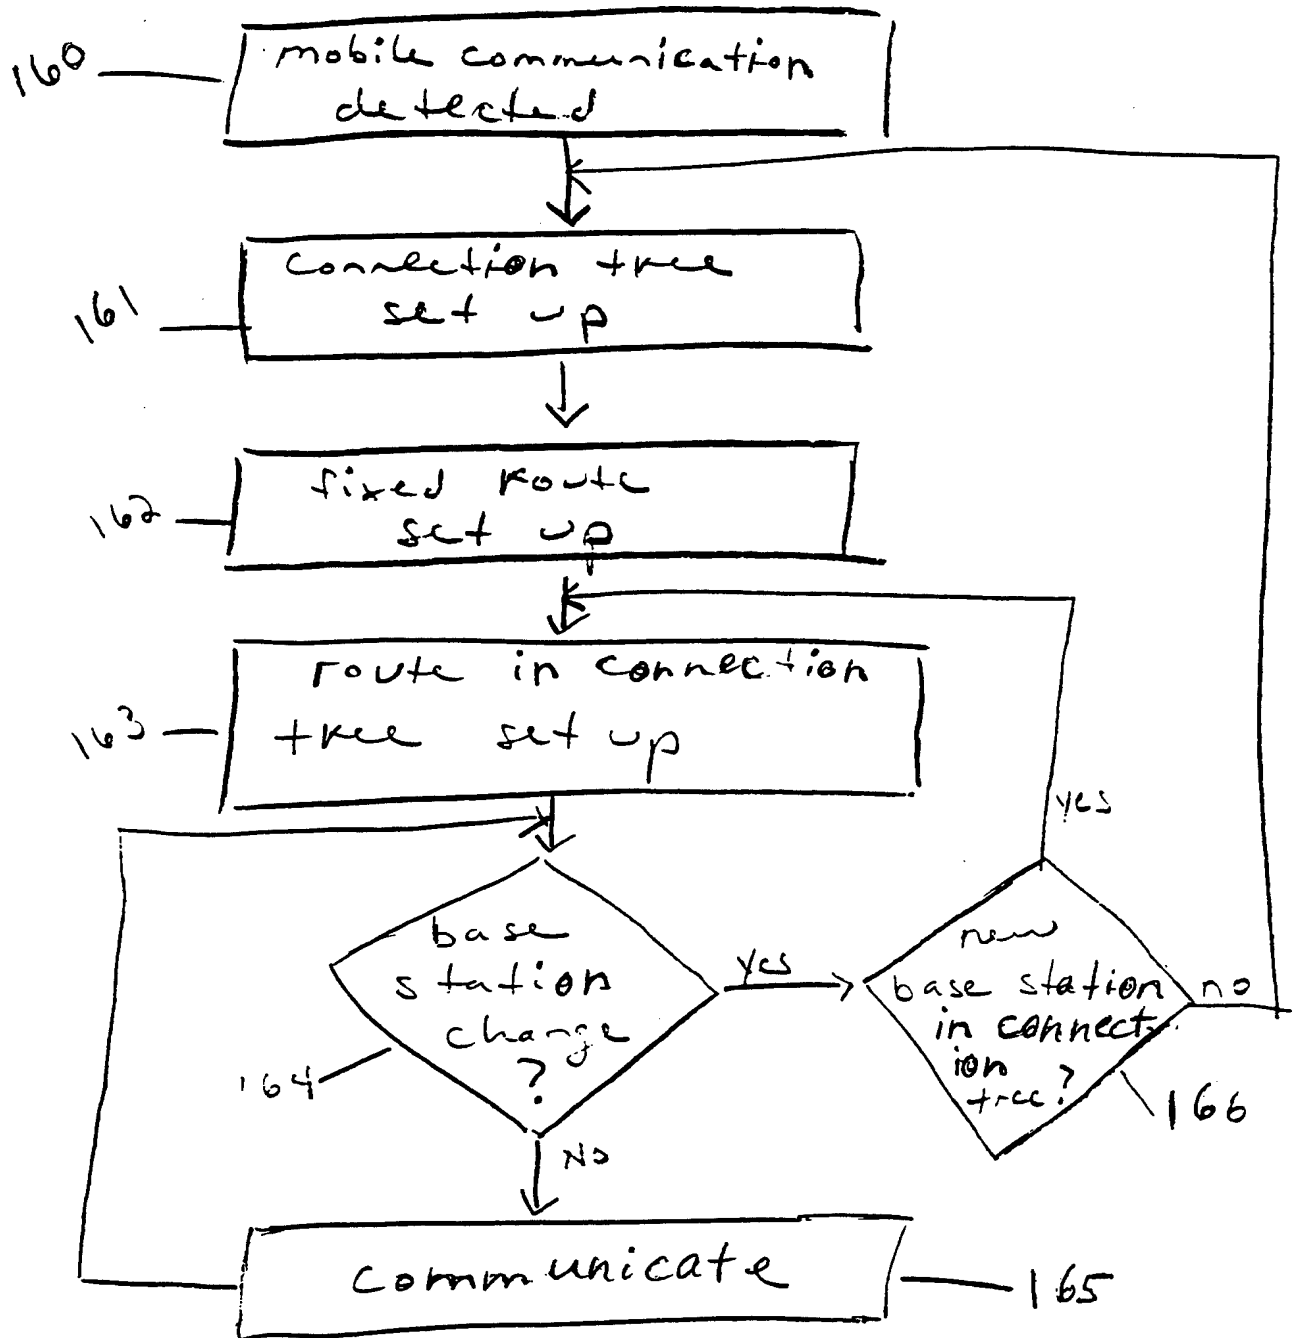 160
mobile communication
detected
161
connection tree
set up
162
fixed route
set up
163
route in connection
tree set up
yes
base
station
change
?
yes
new
base station
in connect-
ion
tree?
no
164
166
No
communicate
165